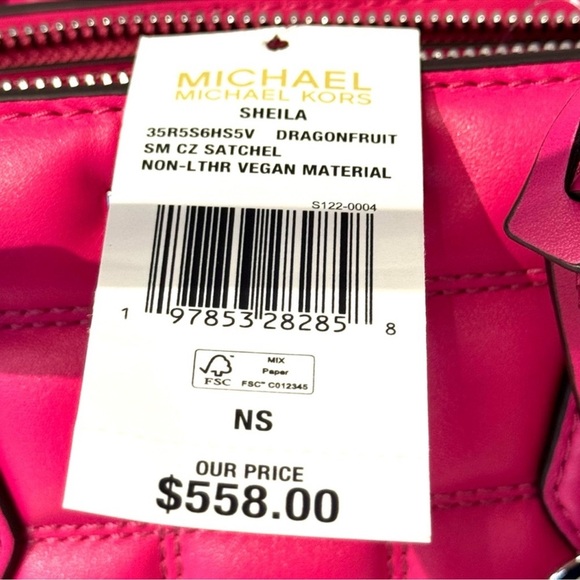 MICHAEL
MICHAEL KORS
SHEILA
35R5S6HS5V DRAGONFRUIT
SM CZ SATCHEL
NON-LTHR VEGAN MATERIAL
S122-0004
1 97853 28285 8
FSC
MIX
Paper
FSC™ C012345
NS
OUR PRICE
$558.00